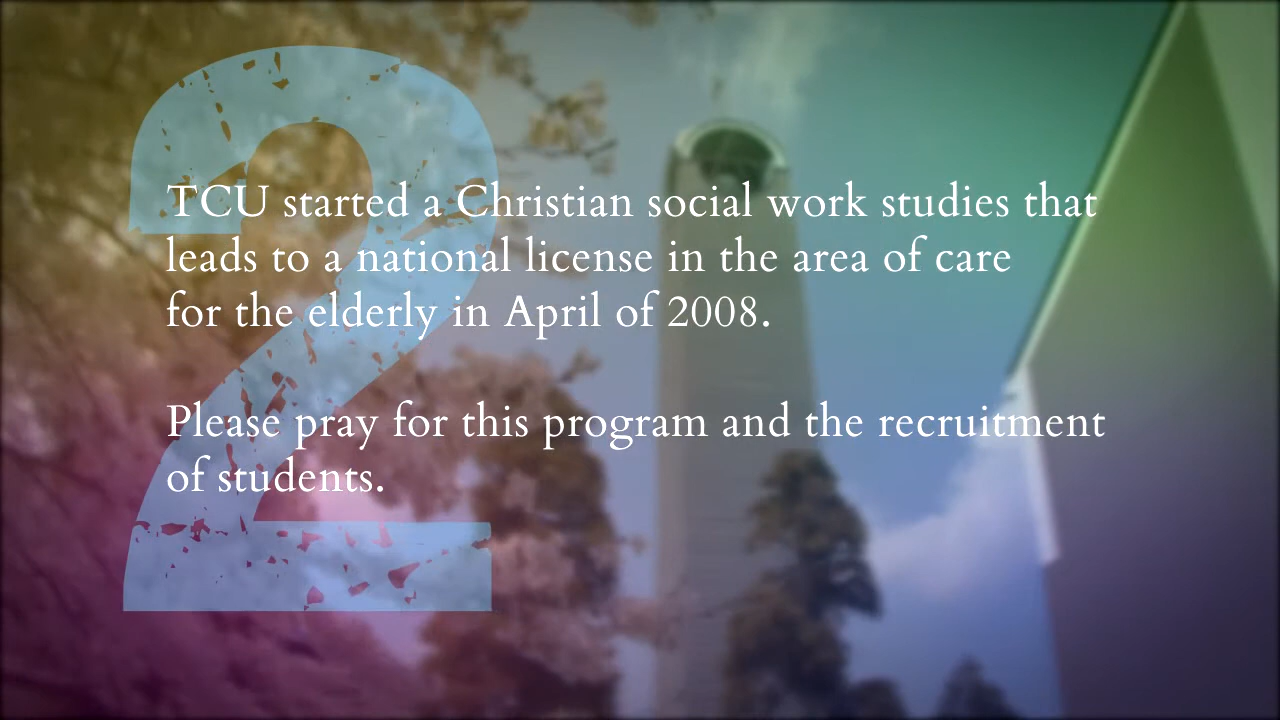 2
TCU started a Christian social work studies that
leads to a national license in the area of care
for the elderly in April of 2008.
Please pray for this program and the recruitment
of students.